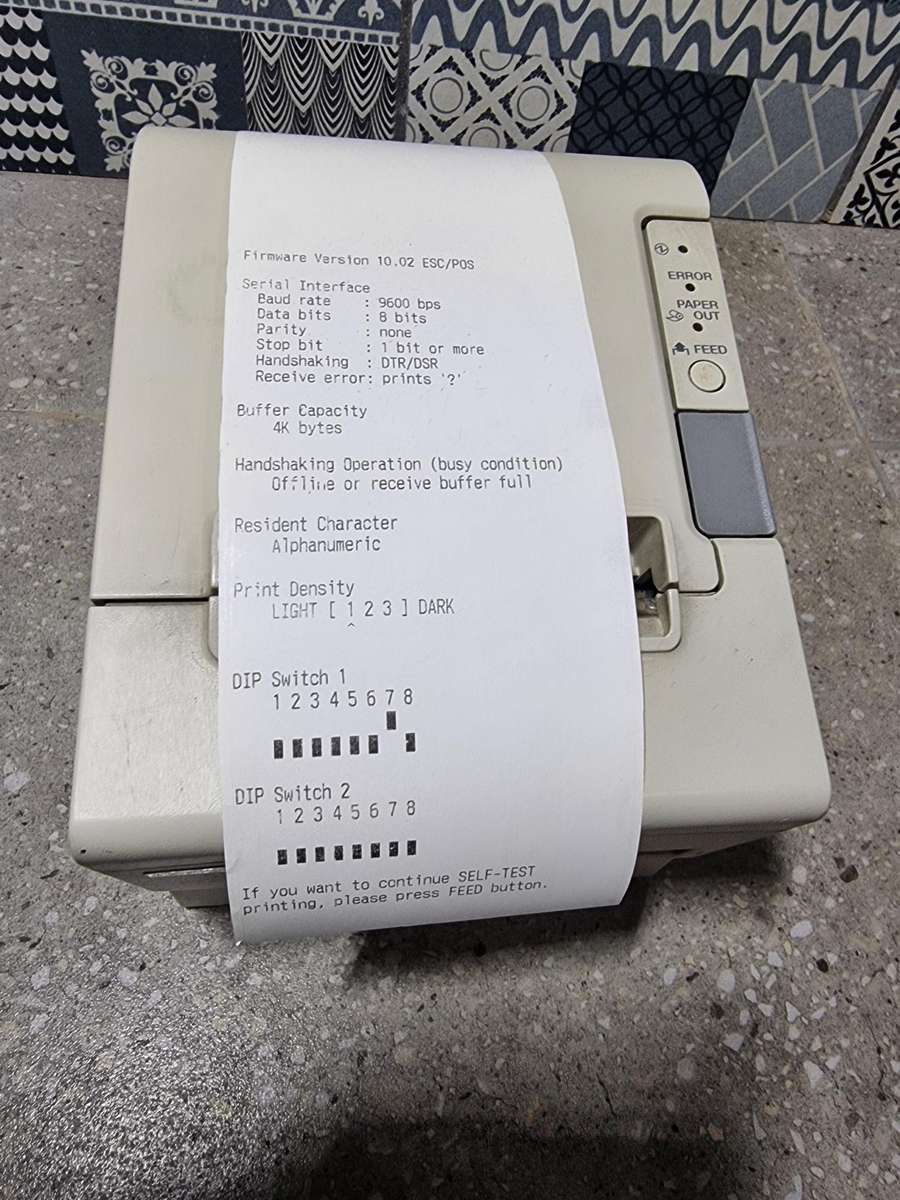 Firmware Version 10.02 ESC/POS
Serial Interface
Baud rate : 9600 bps
Data bits : 8 bits
Parity : none
Stop bit : 1 bit or more
Handshaking : DTR/DSR
Receive error: prints '?'
Buffer Capacity
4K bytes
Handshaking Operation (busy condition)
Offline or receive buffer full
Resident Character
Alphanumeric
Print Density
LIGHT [ 1 2 3 ] DARK
^
DIP Switch 1
1 2 3 4 5 6 7 8
DIP Switch 2
1 2 3 4 5 6 7 8
If you want to continue SELF-TEST
printing, please press FEED button.
ERROR
PAPER
OUT
FEED